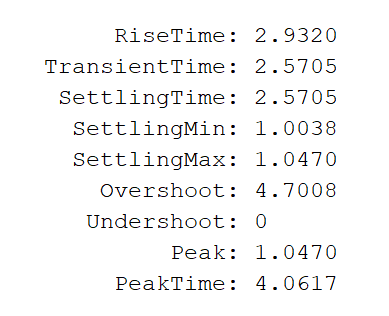 RiseTime: 2.9320
TransientTime: 2.5705
SettlingTime: 2.5705
SettlingMin: 1.0038
SettlingMax: 1.0470
Overshoot: 4.7008
Undershoot: 0
Peak: 1.0470
PeakTime: 4.0617